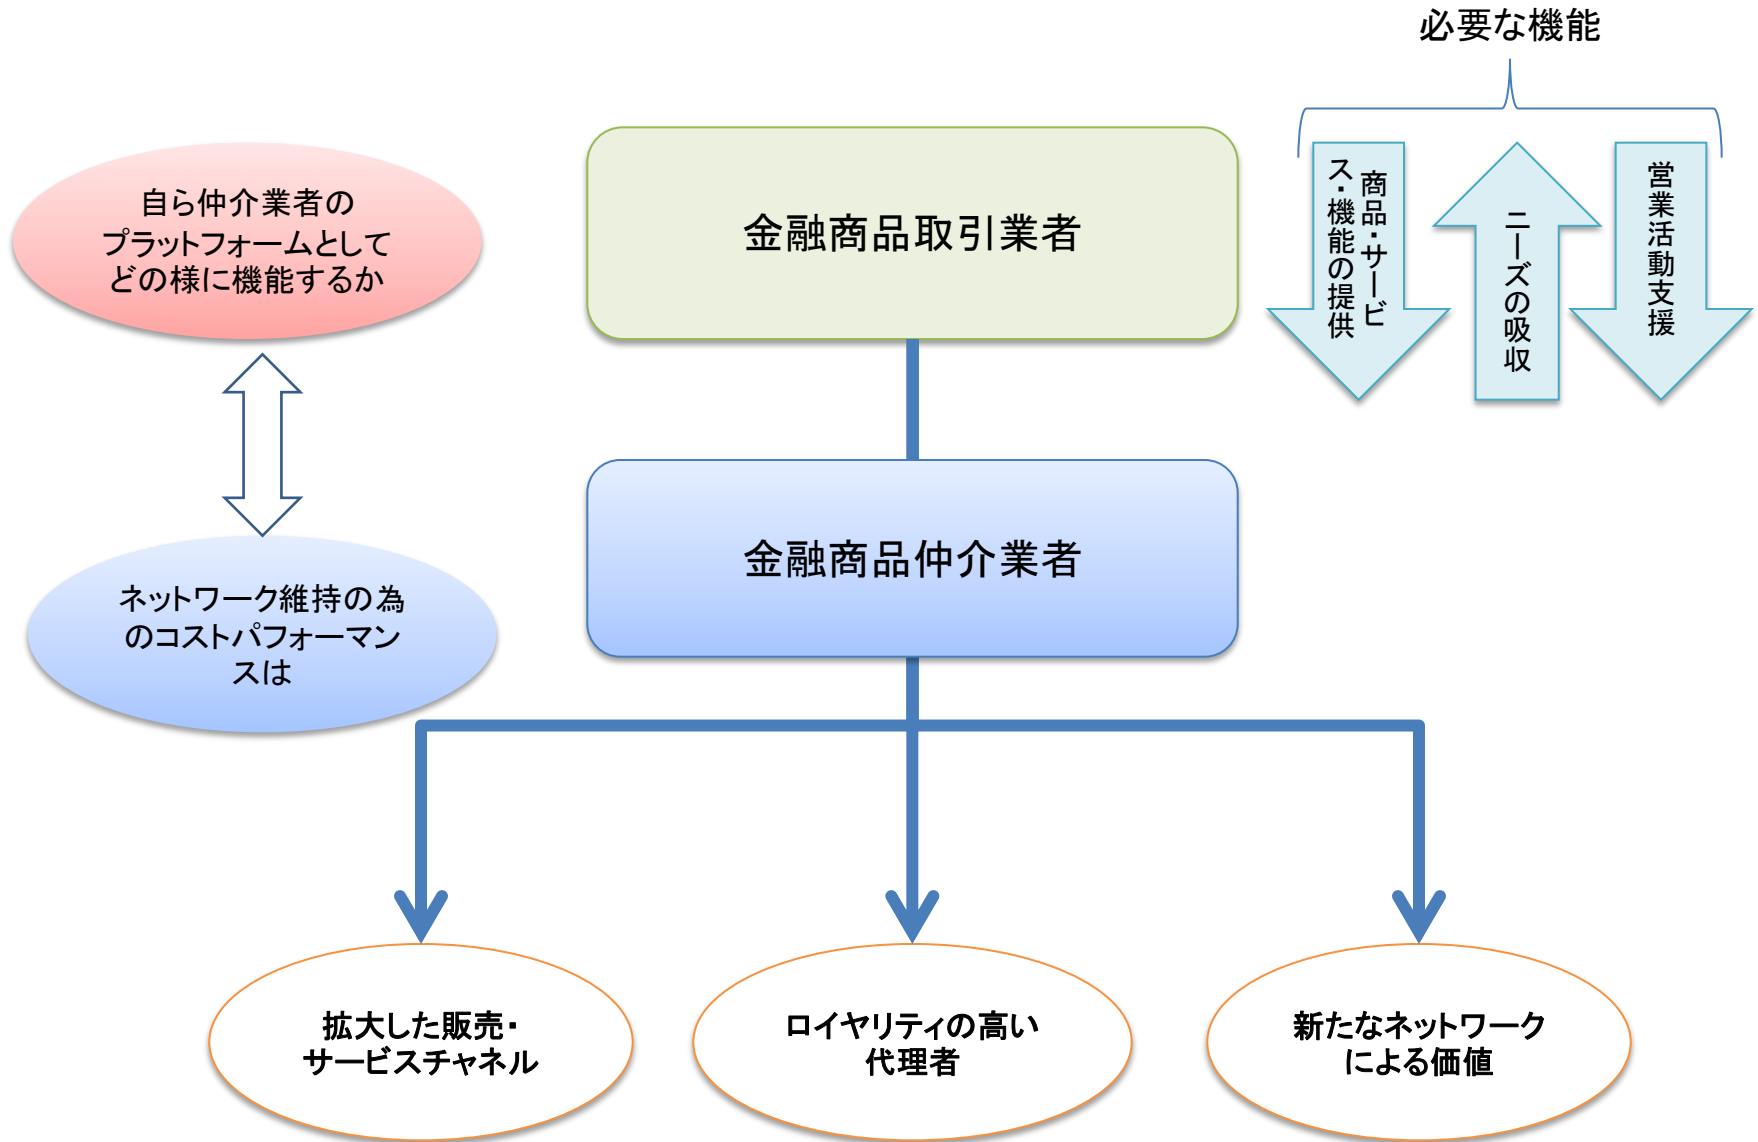 必要な機能
自ら仲介業者の
プラットフォームとして
どの様に機能するか
金融商品取引業者
商品・サービ
ス・機能の提供
ニーズの吸収
営業活動支援
金融商品仲介業者
ネットワーク維持の為
のコストパフォーマン
スは
拡大した販売・
サービスチャネル
ロイヤリティの高い
代理者
新たなネットワーク
による価値